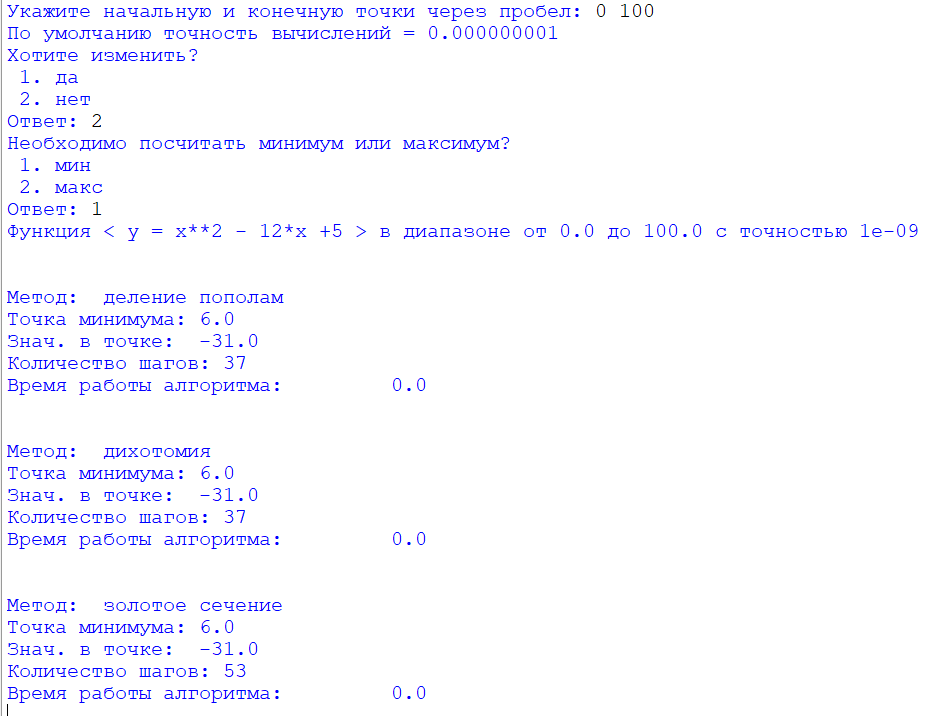 Укажите начальную и конечную точки через пробел: 0 100
По умолчанию точность вычислений = 0.000000001
Хотите изменить?
1. да
2. нет
Ответ: 2
Необходимо посчитать минимум или максимум?
1. мин
2. макс
Ответ: 1
Функция < y = x**2 - 12*x +5 > в диапазоне от 0.0 до 100.0 с точностью 1e-09
Метод:  деление пополам
Точка минимума: 6.0
Знач. в точке:  -31.0
Количество шагов: 37
Время работы алгоритма:         0.0
Метод:  дихотомия
Точка минимума: 6.0
Знач. в точке:  -31.0
Количество шагов: 37
Время работы алгоритма:         0.0
Метод:  золотое сечение
Точка минимума: 6.0
Знач. в точке:  -31.0
Количество шагов: 53
Время работы алгоритма:         0.0